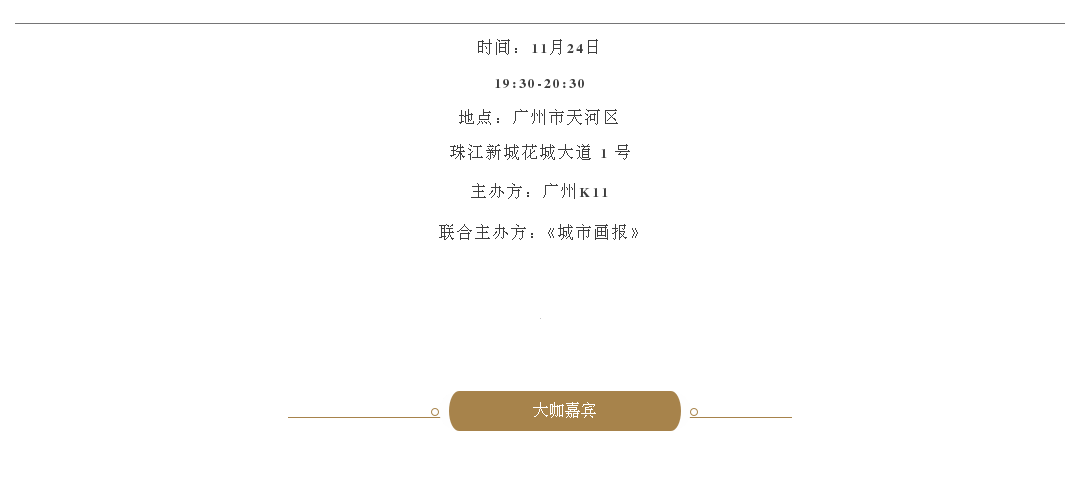 时间：11月24日
19:30-20:30
地点：广州市天河区
珠江新城花城大道 1 号
主办方：广州K11
联合主办方：《城市画报》
大咖嘉宾